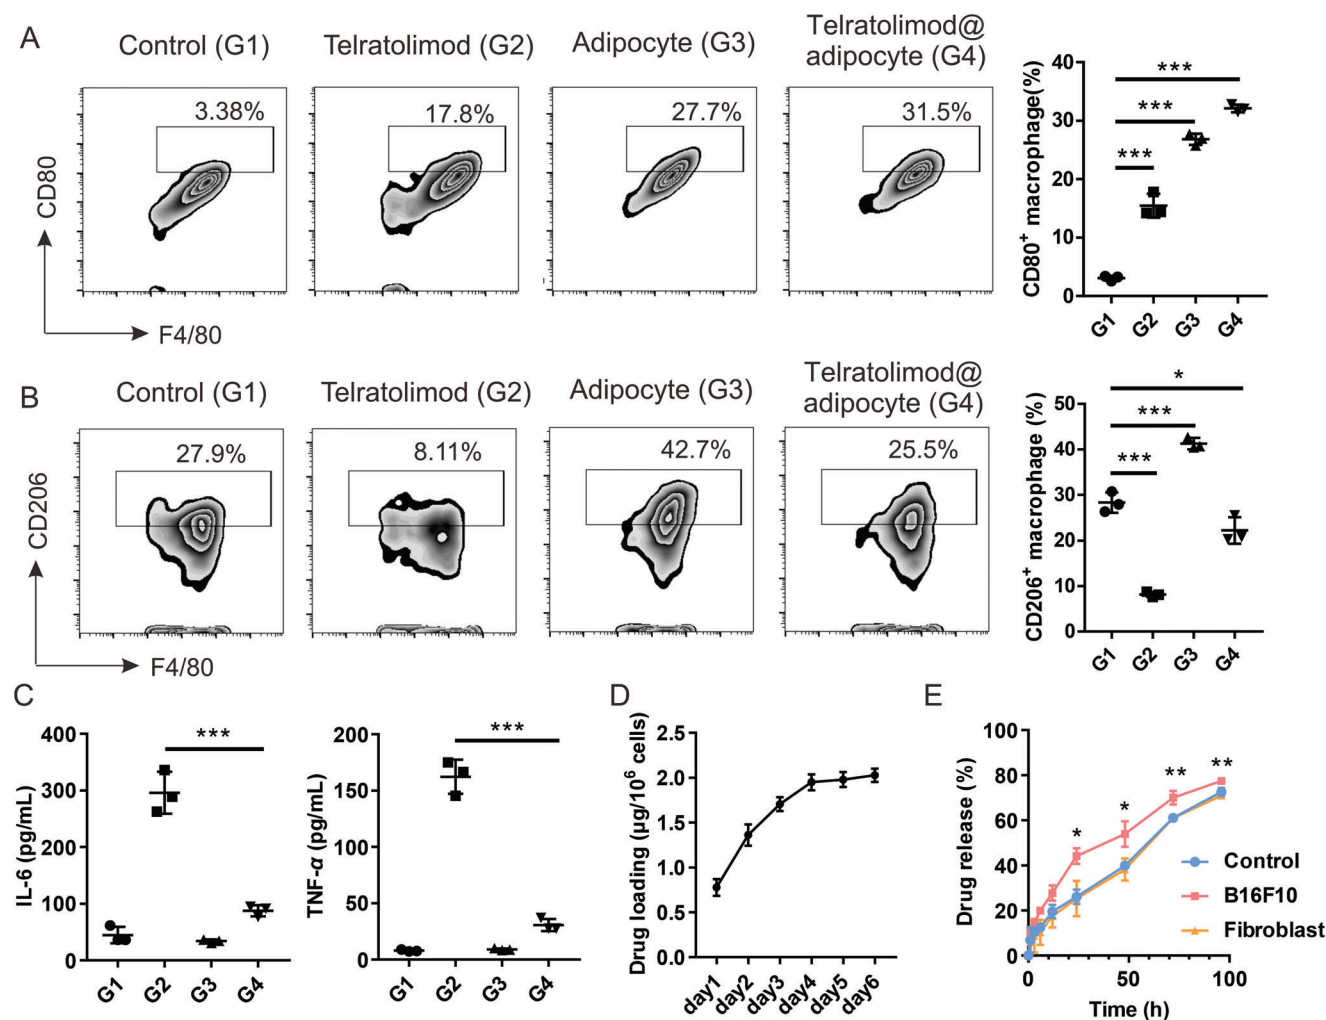 A
Control (G1)
Telratolimod (G2)
Adipocyte (G3)
Telratolimod@
adipocyte (G4)
3.38%
17.8%
27.7%
31.5%
CD80
F4/80
CD80+ macrophage(%)
40
30
20
10
0
***
***
***
G1
G2
G3
G4
B
Control (G1)
Telratolimod (G2)
Adipocyte (G3)
Telratolimod@
adipocyte (G4)
27.9%
8.11%
42.7%
25.5%
CD206
F4/80
CD206+ macrophage (%)
50
40
30
20
10
0
*
***
***
G1
G2
G3
G4
C
IL-6 (pg/mL)
400
300
200
100
0
***
G1
G2
G3
G4
TNF-α (pg/mL)
200
150
100
50
0
***
G1
G2
G3
G4
D
Drug loading (μg/10⁶ cells)
2.5
2.0
1.5
1.0
0.5
0.0
day1
day2
day3
day4
day5
day6
E
Drug release (%)
100
80
60
40
20
0
*
*
**
**
Control
B16F10
Fibroblast
0
50
100
Time (h)